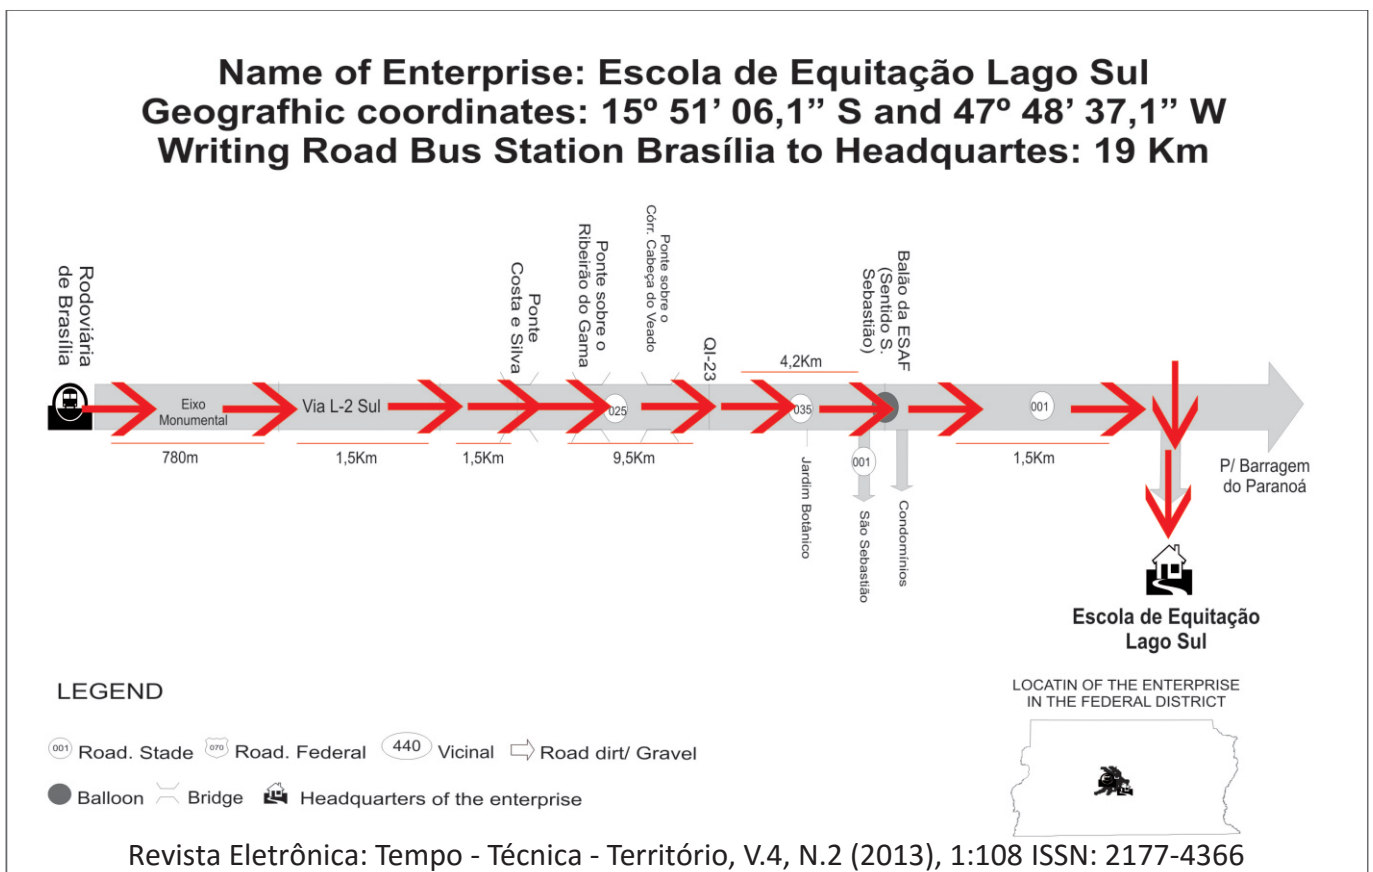 Name of Enterprise: Escola de Equitação Lago Sul
Geografhic coordinates: 15º 51’ 06,1” S and 47º 48’ 37,1” W
Writing Road Bus Station Brasília to Headquartes: 19 Km
Rodoviária
de Brasília
Eixo
Monumental
780m
Via L-2 Sul
1,5Km
Ponte
Costa e Silva
1,5Km
Ponte sobre o
Ribeirão do Gama
025
Ponte sobre o
Córr. Cabeça do Veado
9,5Km
QI-23
4,2Km
035
Jardim Botânico
Balão da ESAF
(Sentido S.
Sebastião)
001
São Sebastião
Condomínios
001
1,5Km
P/ Barragem
do Paranoá
Escola de Equitação
Lago Sul
LEGEND
001 Road. Stade 070 Road. Federal 440 Vicinal Road dirt/ Gravel
Balloon Bridge Headquarters of the enterprise
LOCATIN OF THE ENTERPRISE
IN THE FEDERAL DISTRICT
Revista Eletrônica: Tempo - Técnica - Território, V.4, N.2 (2013), 1:108 ISSN: 2177-4366